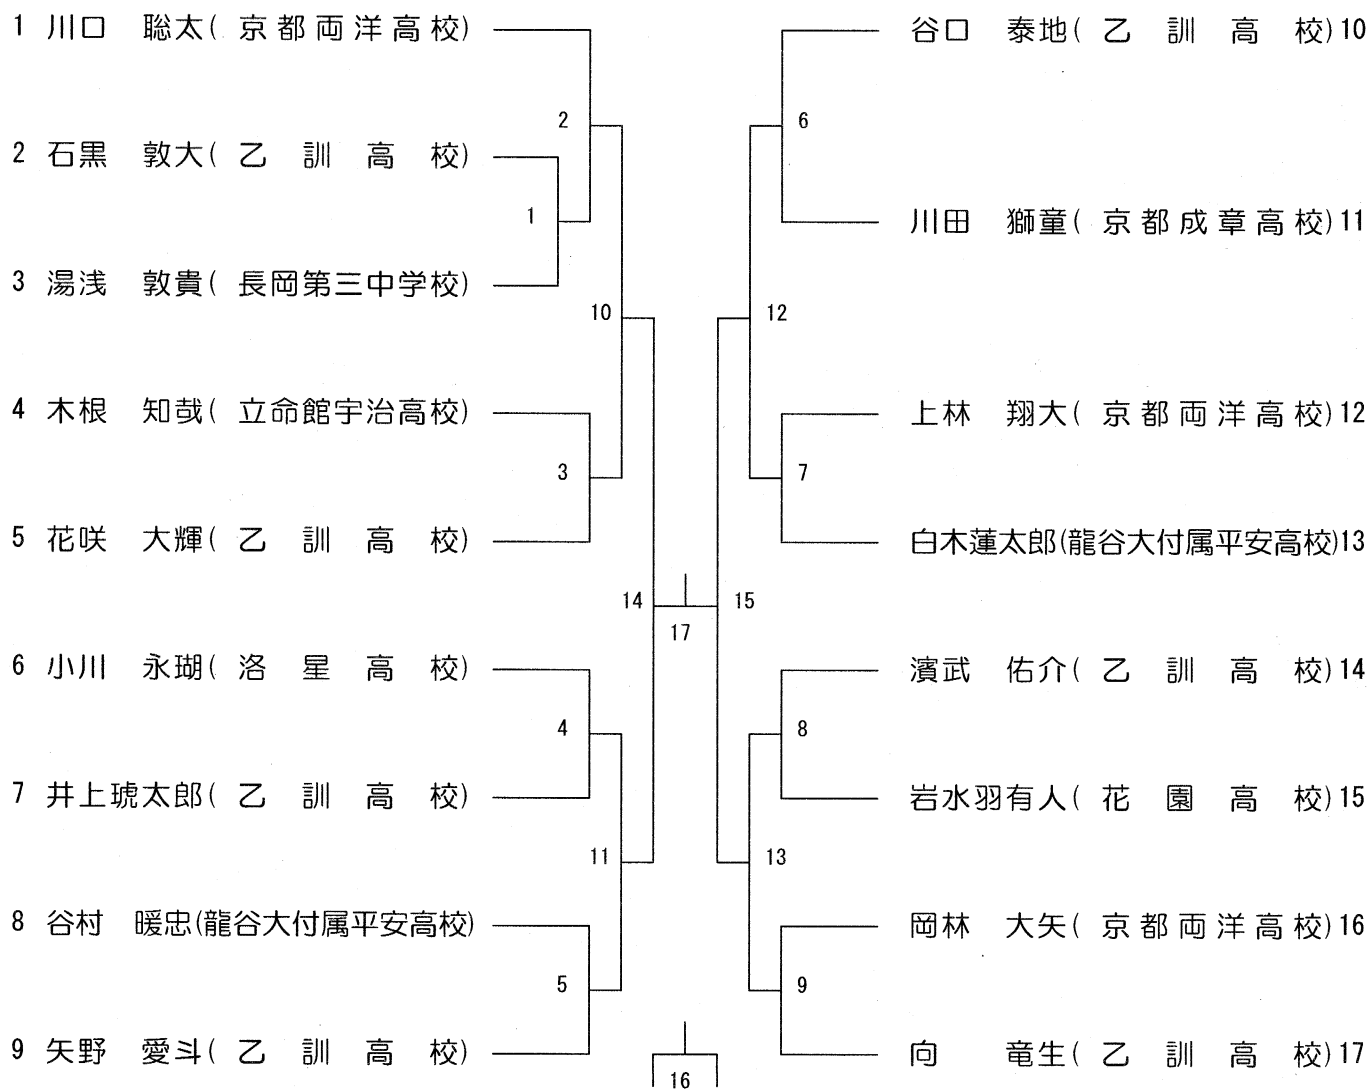 1 川口 聡太( 京都両洋高校)
2 石黒 敦大( 乙訓高校)
3 湯浅 敦貴( 長岡第三中学校)
4 木根 知哉( 立命館宇治高校)
5 花咲 大輝( 乙訓高校)
6 小川 永瑚( 洛星高校)
7 井上琥太郎( 乙訓高校)
8 谷村 暖忠(龍谷大付属平安高校)
9 矢野 愛斗( 乙訓高校)
2
1
10
3
14
4
11
5
17
16
6
12
7
15
8
13
9
谷口 泰地( 乙訓高校)10
川田 獅童( 京都成章高校)11
上林 翔大( 京都両洋高校)12
白木蓮太郎(龍谷大付属平安高校)13
濱武 佑介( 乙訓高校)14
岩水羽有人( 花園高校)15
岡林 大矢( 京都両洋高校)16
向 竜生( 乙訓高校)17